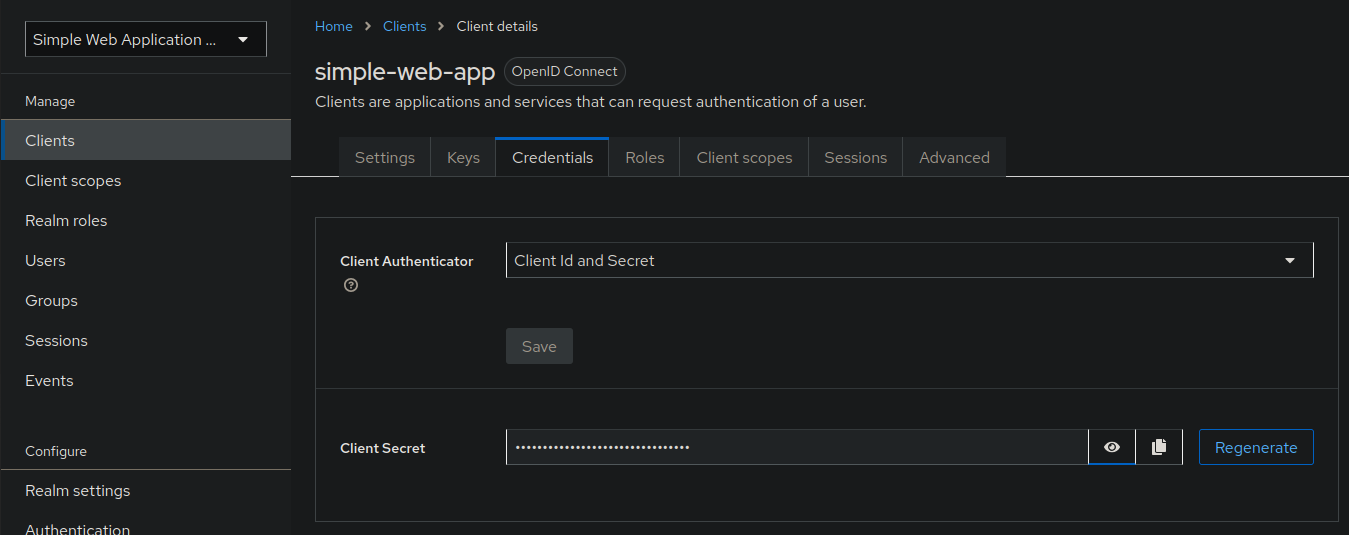 Simple Web Application ...
Manage
Clients
Client scopes
Realm roles
Users
Groups
Sessions
Events
Configure
Realm settings
Authentication
Home > Clients > Client details
simple-web-app OpenID Connect
Clients are applications and services that can request authentication of a user.
Settings Keys Credentials Roles Client scopes Sessions Advanced
Client Authenticator Client Id and Secret
Save
Client Secret •••••••••••••••••••••••••••••••• Regenerate